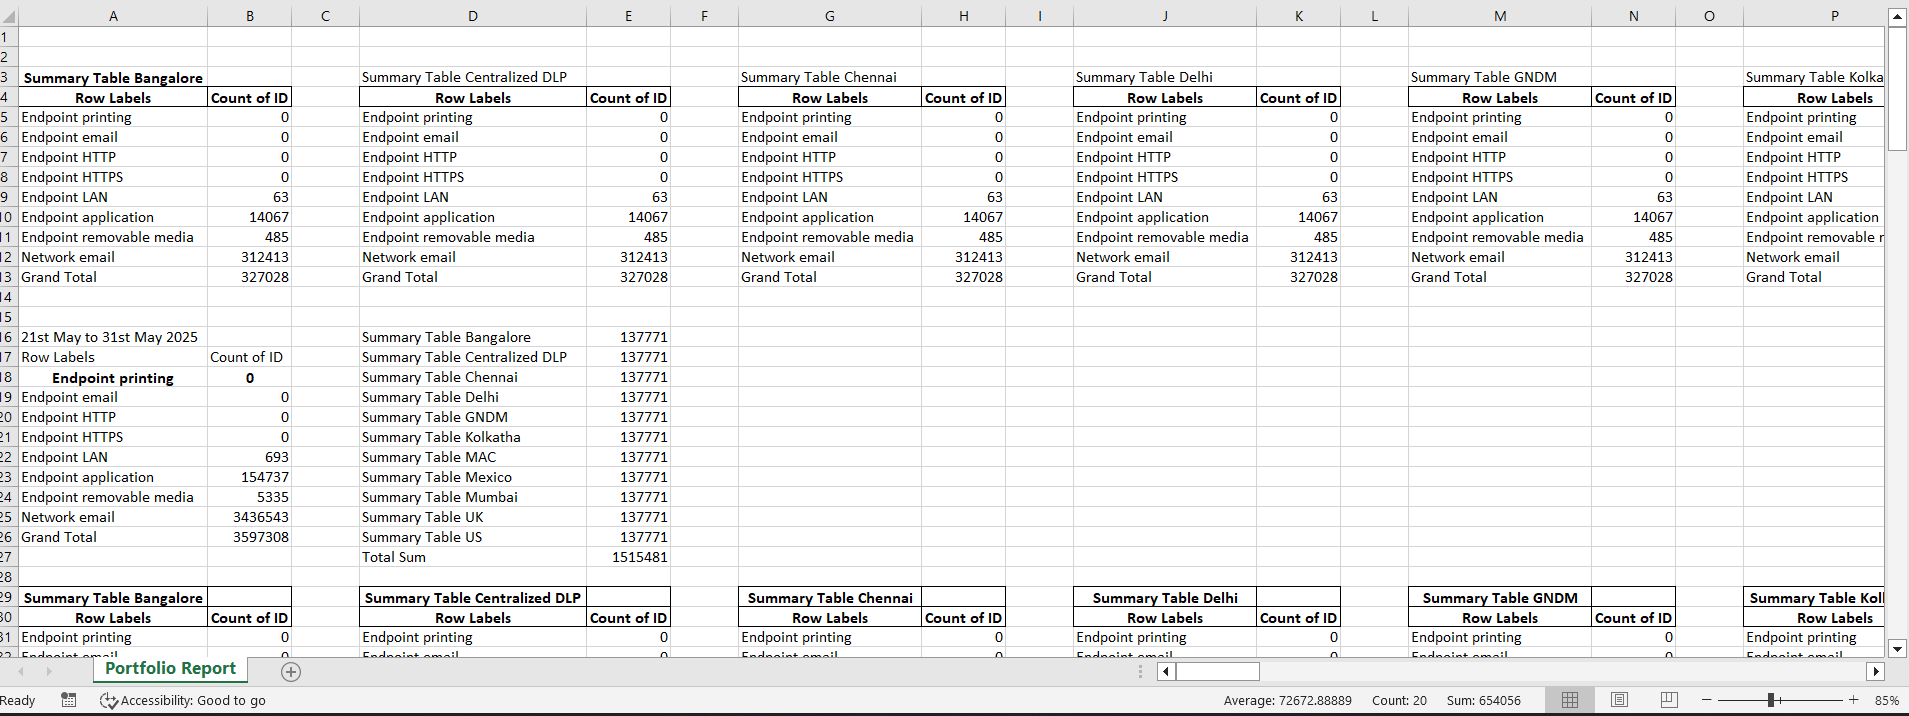 A B C D E F G H I J K L M N O P
1
2
3 Summary Table Bangalore Summary Table Centralized DLP Summary Table Chennai Summary Table Delhi Summary Table GNDM Summary Table Kolka
4 Row Labels Count of ID Row Labels Count of ID Row Labels Count of ID Row Labels Count of ID Row Labels Count of ID Row Labels
5 Endpoint printing 0 Endpoint printing 0 Endpoint printing 0 Endpoint printing 0 Endpoint printing 0 Endpoint printing
6 Endpoint email 0 Endpoint email 0 Endpoint email 0 Endpoint email 0 Endpoint email 0 Endpoint email
7 Endpoint HTTP 0 Endpoint HTTP 0 Endpoint HTTP 0 Endpoint HTTP 0 Endpoint HTTP 0 Endpoint HTTP
8 Endpoint HTTPS 0 Endpoint HTTPS 0 Endpoint HTTPS 0 Endpoint HTTPS 0 Endpoint HTTPS 0 Endpoint HTTPS
9 Endpoint LAN 63 Endpoint LAN 63 Endpoint LAN 63 Endpoint LAN 63 Endpoint LAN 63 Endpoint LAN
10 Endpoint application 14067 Endpoint application 14067 Endpoint application 14067 Endpoint application 14067 Endpoint application 14067 Endpoint application
11 Endpoint removable media 485 Endpoint removable media 485 Endpoint removable media 485 Endpoint removable media 485 Endpoint removable media 485 Endpoint removable r
12 Network email 312413 Network email 312413 Network email 312413 Network email 312413 Network email 312413 Network email
13 Grand Total 327028 Grand Total 327028 Grand Total 327028 Grand Total 327028 Grand Total 327028 Grand Total
14
15
16 21st May to 31st May 2025 Summary Table Bangalore 137771
17 Row Labels Count of ID Summary Table Centralized DLP 137771
18 Endpoint printing 0 Summary Table Chennai 137771
19 Endpoint email 0 Summary Table Delhi 137771
20 Endpoint HTTP 0 Summary Table GNDM 137771
21 Endpoint HTTPS 0 Summary Table Kolkatha 137771
22 Endpoint LAN 693 Summary Table MAC 137771
23 Endpoint application 154737 Summary Table Mexico 137771
24 Endpoint removable media 5335 Summary Table Mumbai 137771
25 Network email 3436543 Summary Table UK 137771
26 Grand Total 3597308 Summary Table US 137771
27 Total Sum 1515481
28
29 Summary Table Bangalore Summary Table Centralized DLP Summary Table Chennai Summary Table Delhi Summary Table GNDM Summary Table Kol
30 Row Labels Count of ID Row Labels Count of ID Row Labels Count of ID Row Labels Count of ID Row Labels Count of ID Row Labels
31 Endpoint printing 0 Endpoint printing 0 Endpoint printing 0 Endpoint printing 0 Endpoint printing 0 Endpoint printing
32 Endpoint email 0 Endpoint email 0 Endpoint email 0 Endpoint email 0 Endpoint email 0 Endpoint email
Portfolio Report
Ready Accessibility: Good to go Average: 72672.88889 Count: 20 Sum: 654056 85%